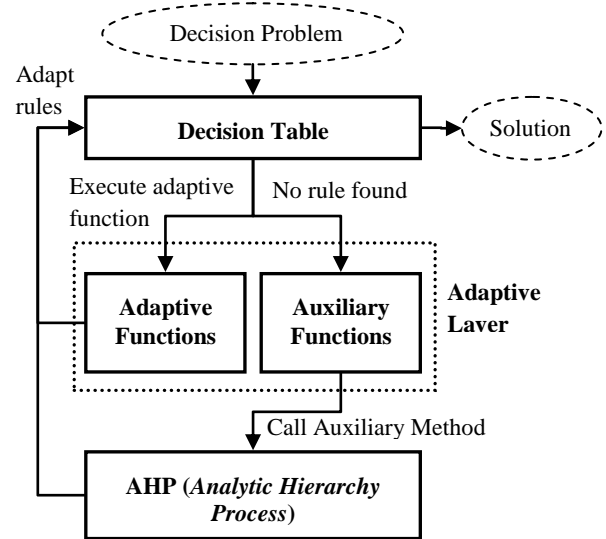 Decision Problem
Adapt
rules
Decision Table
Solution
Execute adaptive
function
No rule found
Adaptive
Functions
Auxiliary
Functions
Adaptive
Laver
Call Auxiliary Method
AHP (Analytic Hierarchy
Process)